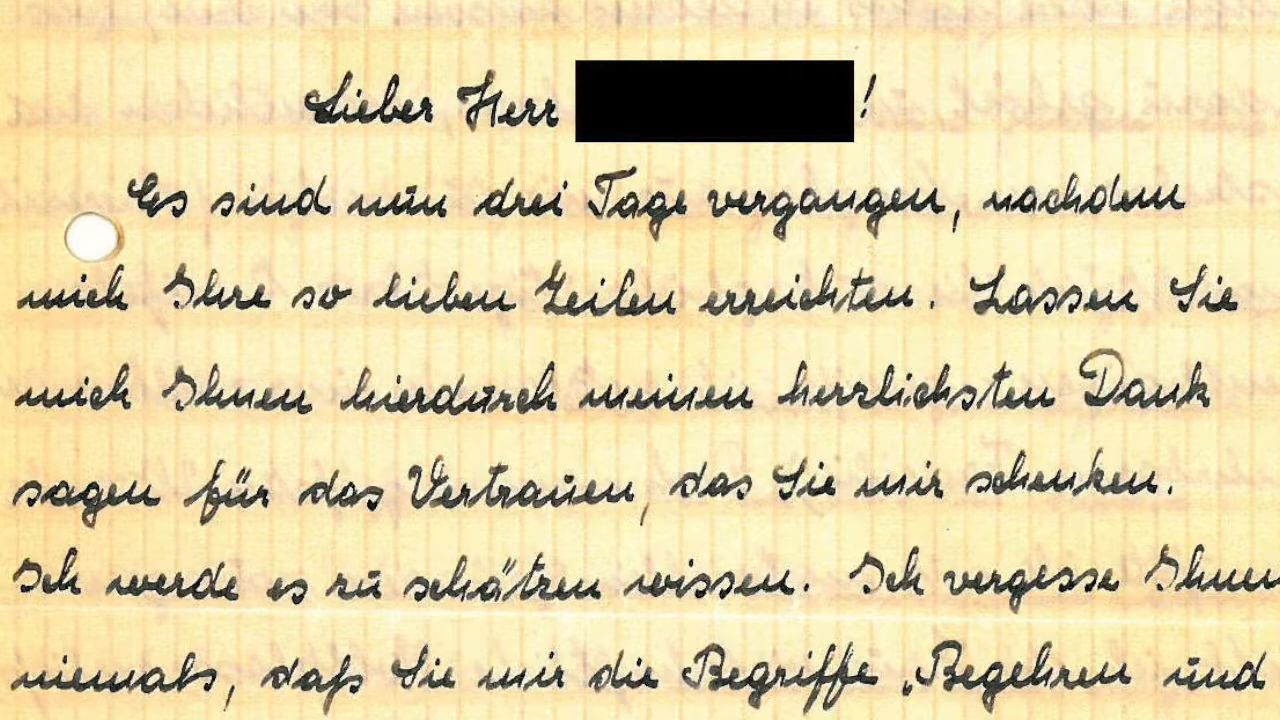 Lieber Herr !
Es sind nun drei Tage vergangen, nachdem
mich Ihre so lieben Zeilen erreichten. Lassen Sie
mich Ihnen hierdurch meinen herzlichsten Dank
sagen für das Vertrauen, das Sie mir schenken.
Ich werde es zu schätzen wissen. Ich vergesse Ihnen
niemals, daß Sie mir die Begriffe „Begehren und